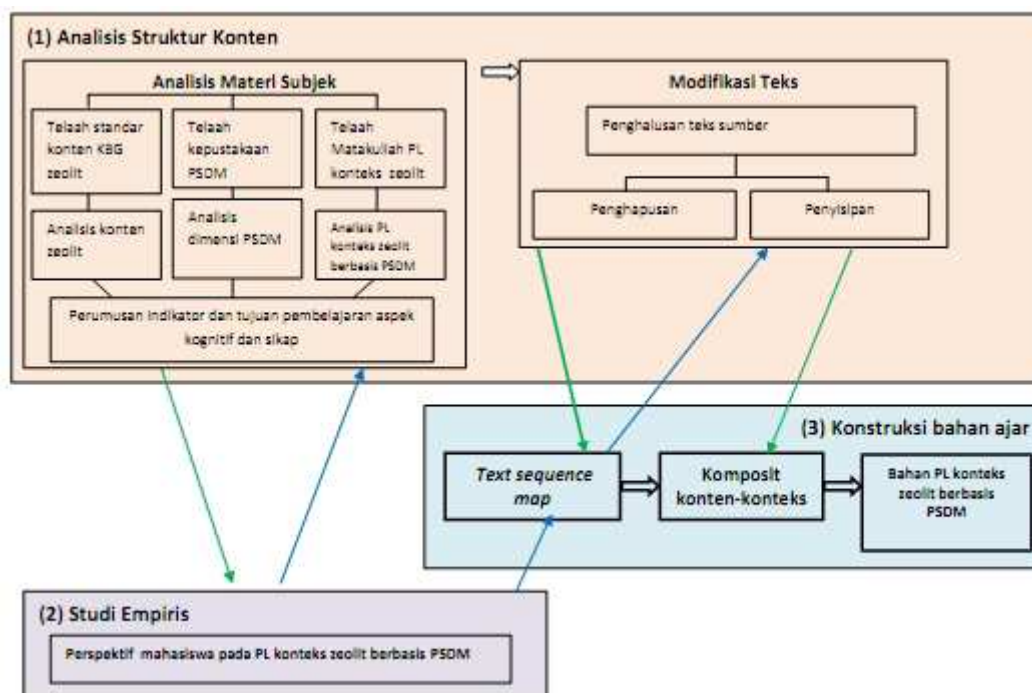 (1) Analisis Struktur Konten
Analisis Materi Subjek
Telaah standar
konten KBG
zeolit
Telaah
kepustakaan
PSDM
Telaah
Matakuliah PL
konteks zeolit
Analisis konten
zeolit
Analisis
dimensi PSDM
Analisis PL
konteks zeolit
berbasis PSDM
Perumusan indikator dan tujuan pembelajaran aspek
kognitif dan sikap
Modifikasi Teks
Penghalusan teks sumber
Penghapusan
Penyisipan
(3) Konstruksi bahan ajar
Text sequence
map
Komposit
konten-konteks
Bahan PL konteks
zeolit berbasis
PSDM
(2) Studi Empiris
Perspektif mahasiswa pada PL konteks zeolit berbasis PSDM